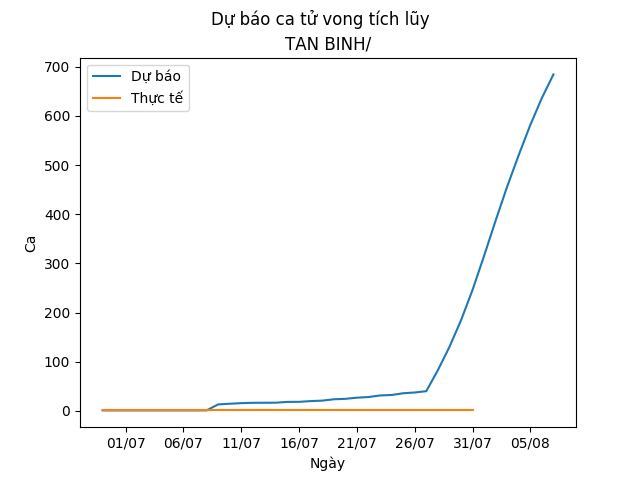 Dự báo ca tử vong tích lũy
TAN BINH/
Dự báo
Thực tế
700
600
500
400
300
200
100
0
Ca
01/07 06/07 11/07 16/07 21/07 26/07 31/07 05/08
Ngày